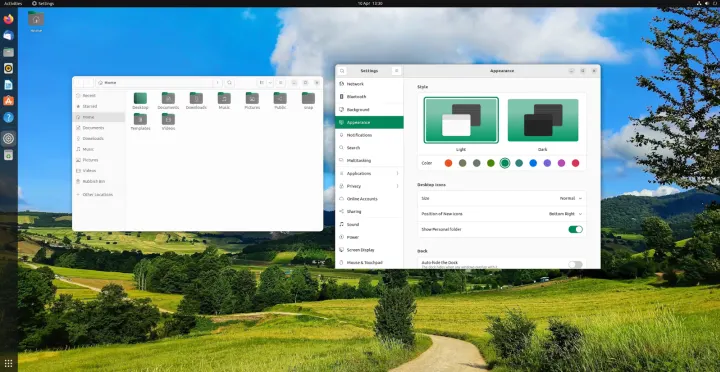 Activities
Settings
10 Apr 10:30
Home
Home
Recent
Starred
Home
Documents
Downloads
Music
Pictures
Videos
Rubbish Bin
Other Locations
Desktop
Documents
Downloads
Music
Pictures
Public
snap
Templates
Videos
Settings
Network
Bluetooth
Background
Appearance
Notifications
Search
Multitasking
Applications
Privacy
Online Accounts
Sharing
Sound
Power
Screen Display
Mouse & Touchpad
Appearance
Style
Light
Dark
Color
Desktop Icons
Size
Normal
Position of New Icons
Bottom Right
Show Personal folder
Dock
Auto-hide the Dock